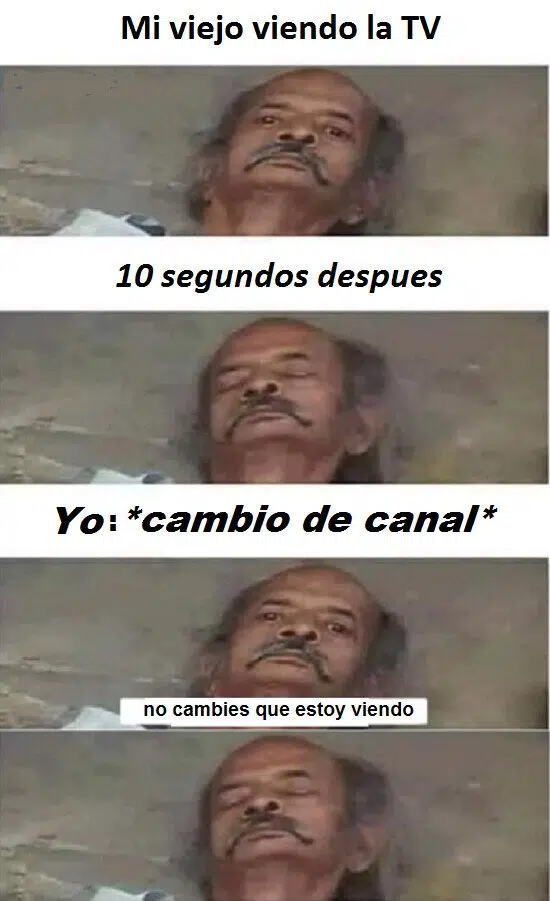 Mi viejo viendo la TV
10 segundos despues
Yo: *cambio de canal*
no cambies que estoy viendo